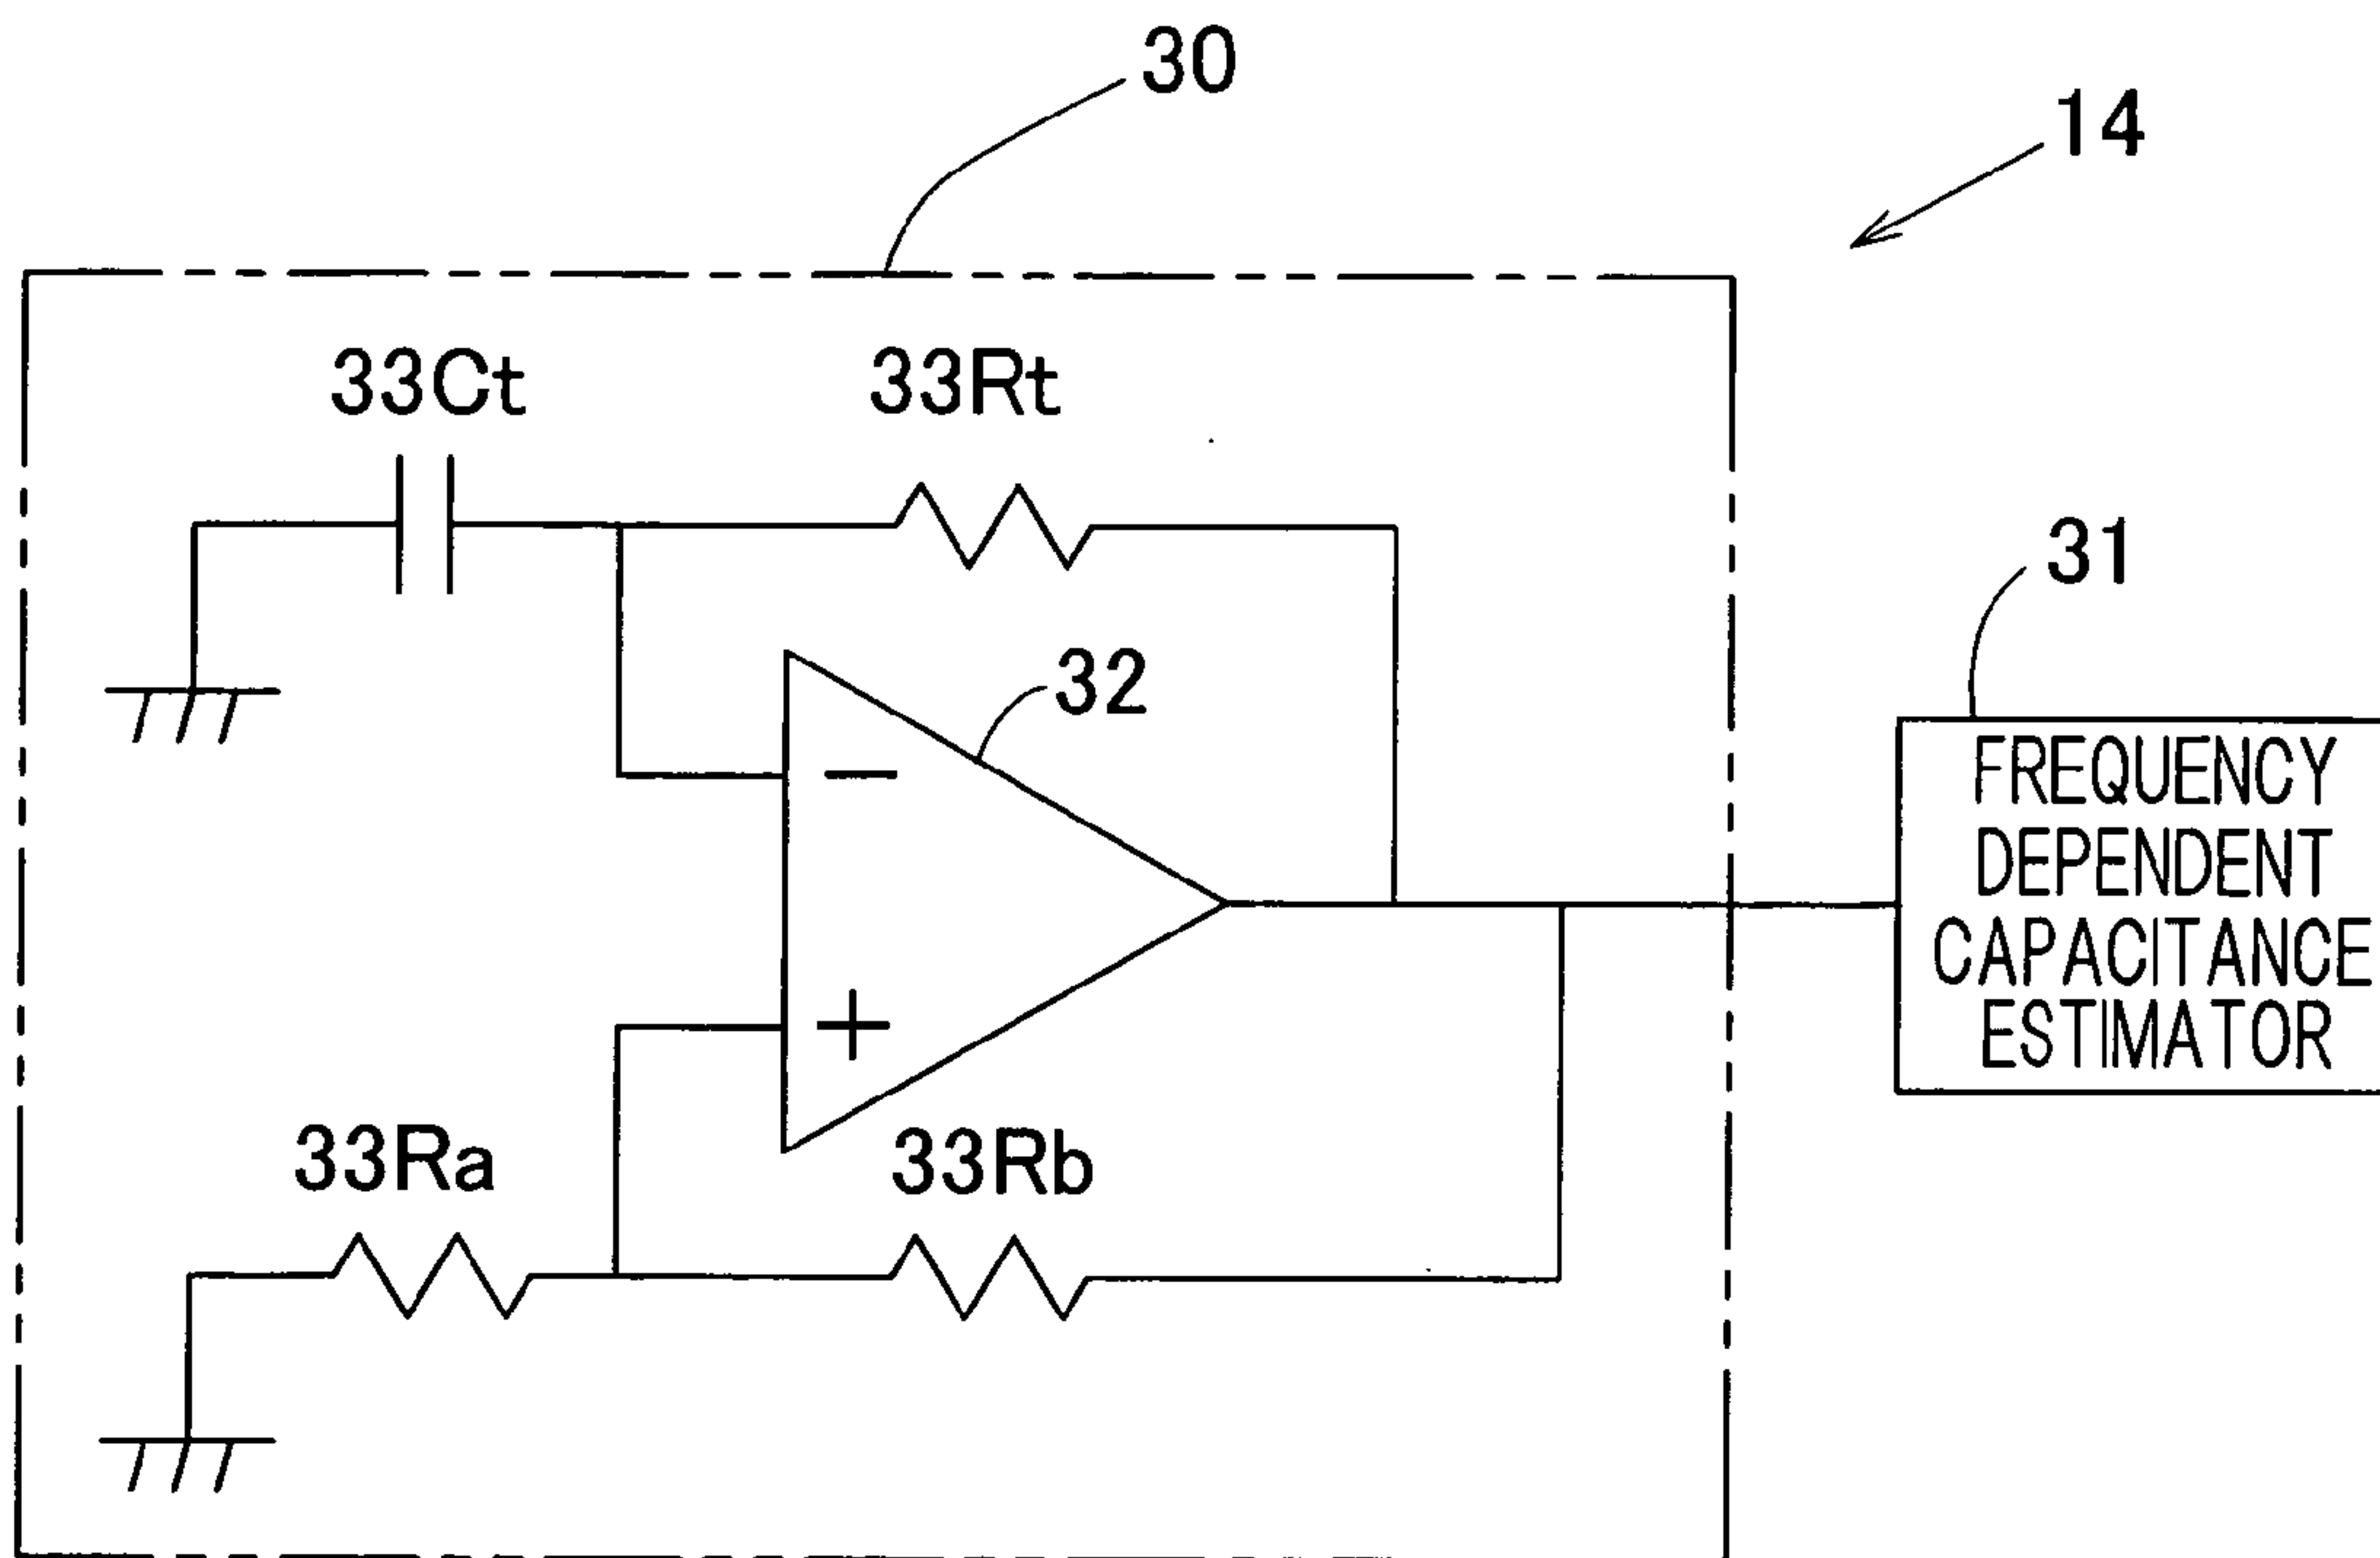 30
14
33Ct
33Rt
31
32
−
+
FREQUENCY
DEPENDENT
CAPACITANCE
ESTIMATOR
33Ra
33Rb